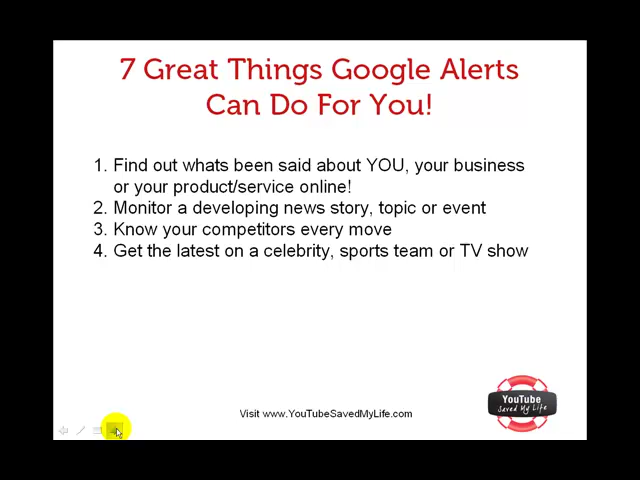 7 Great Things Google Alerts
Can Do For You!
1. Find out whats been said about YOU, your business
or your product/service online!
2. Monitor a developing news story, topic or event
3. Know your competitors every move
4. Get the latest on a celebrity, sports team or TV show
Visit www.YouTubeSavedMyLife.com
YouTube
Saved My Life